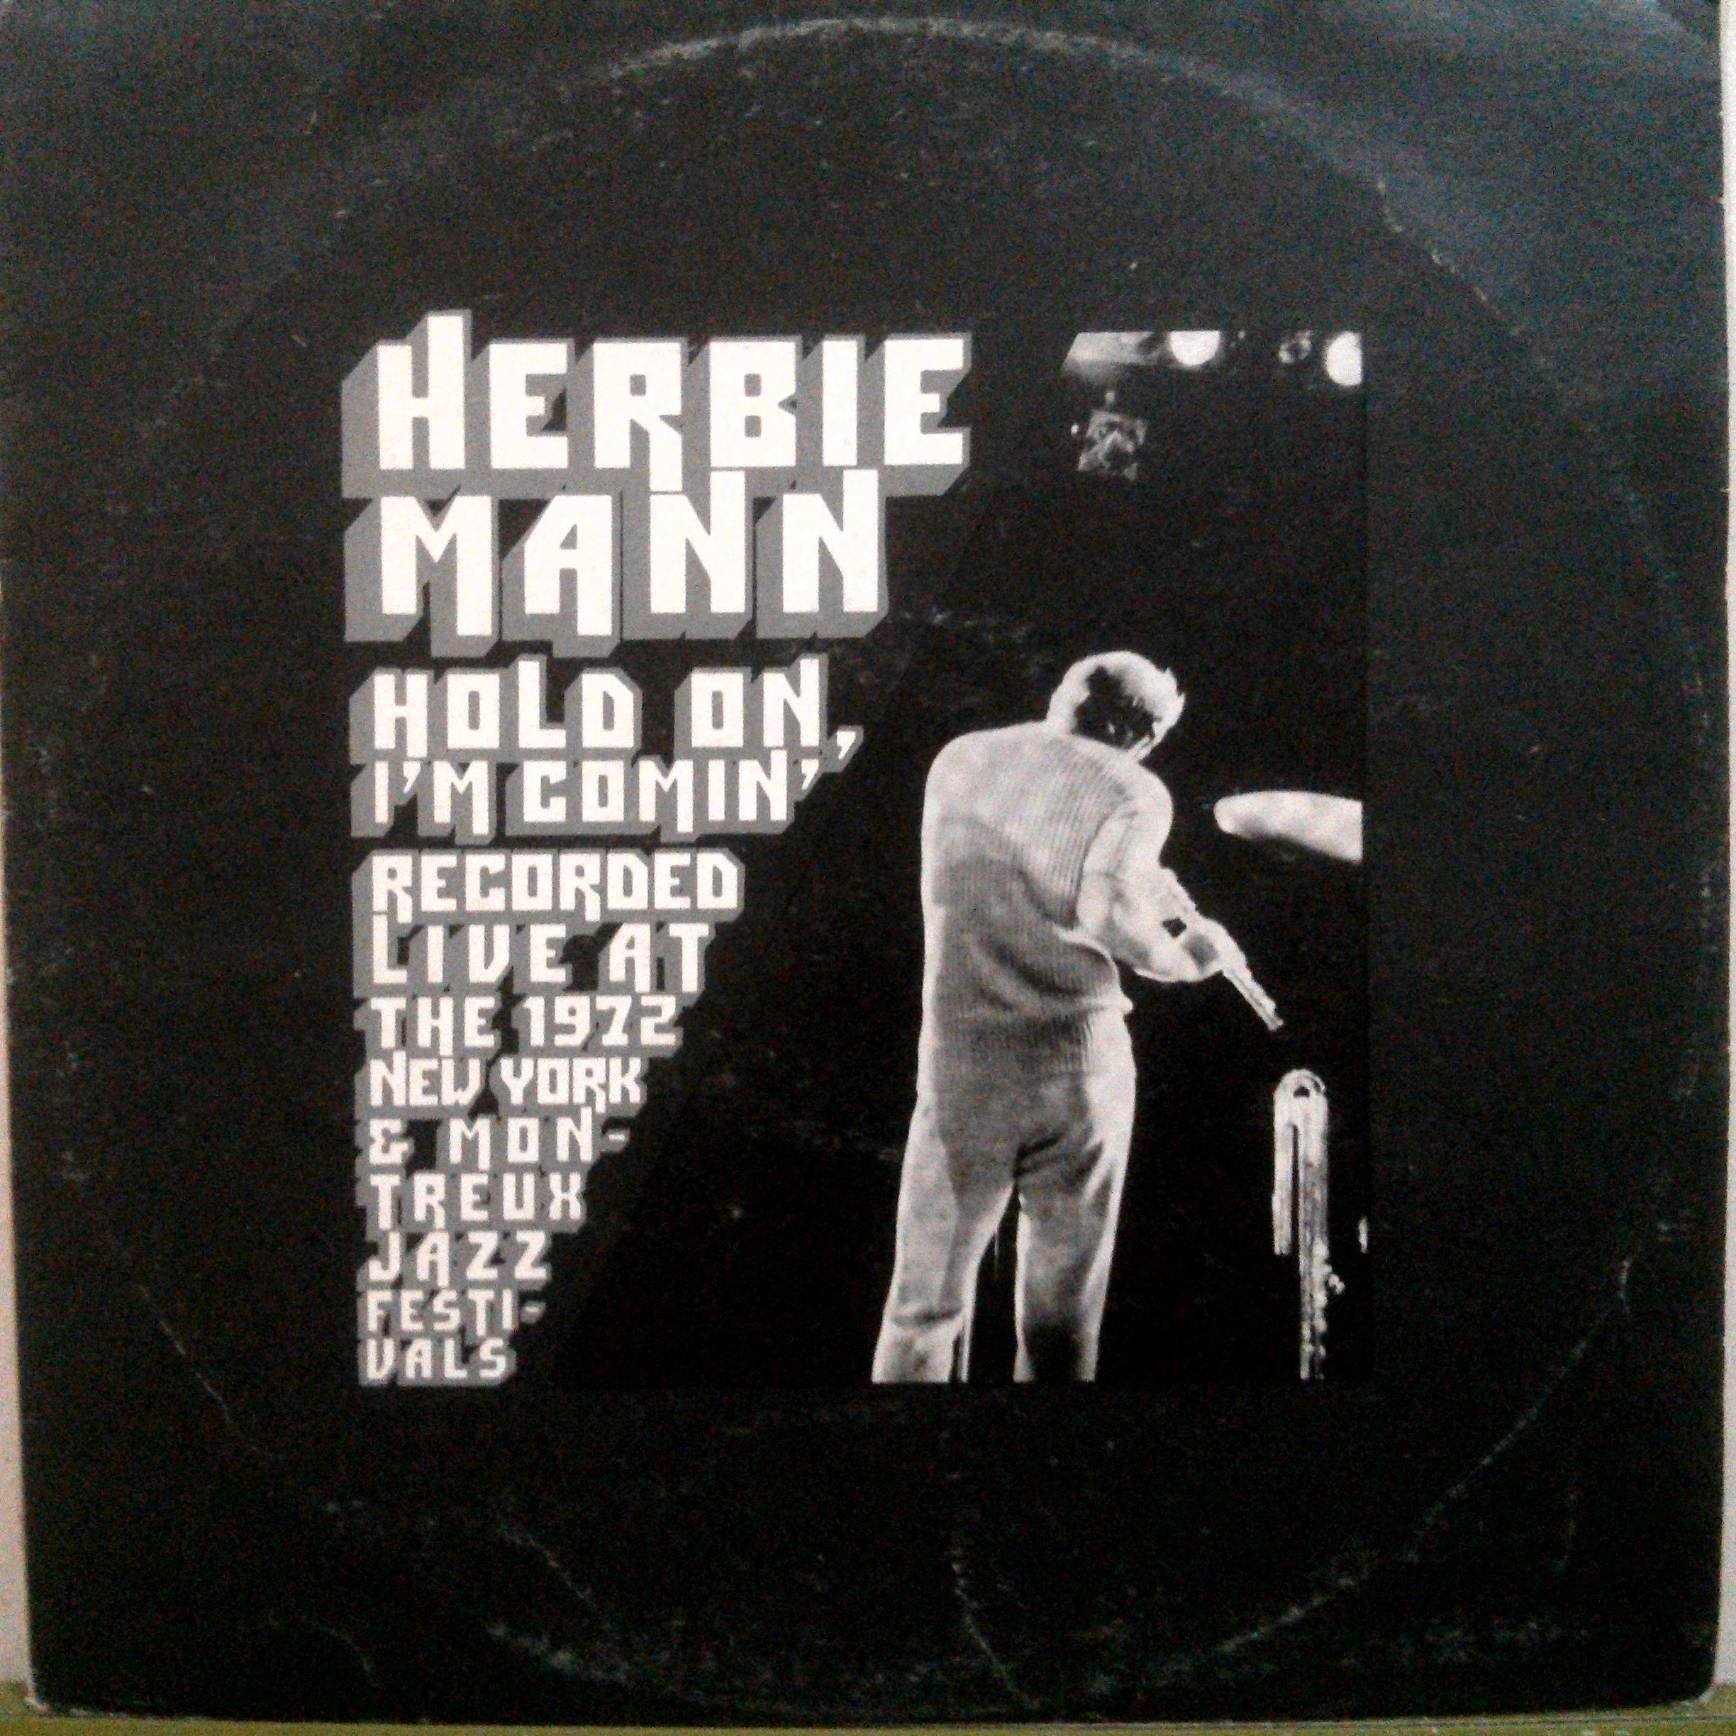 HERBIE
MANN
HOLD ON,
I'M COMIN'
RECORDED
LIVE AT
THE 1972
NEW YORK
& MON-
TREUX
JAZZ
FESTI-
VALS